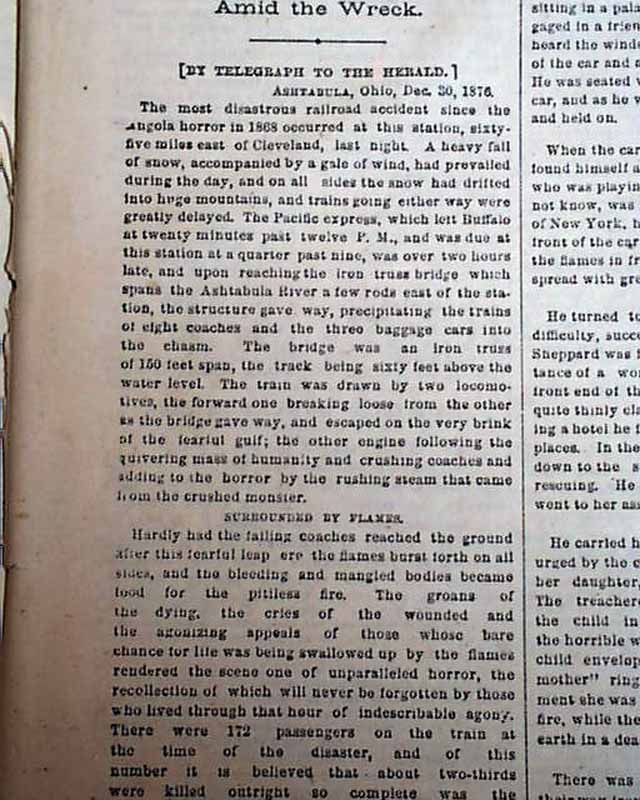 Amid the Wreck.
[BY TELEGRAPH TO THE HERALD.]
ASHTABULA, Ohio, Dec. 30, 1876.
The most disastrous railroad accident since the
Angola horror in 1868 occurred at this station, sixty-
five miles east of Cleveland, last night. A heavy fall
of snow, accompanied by a gale of wind, had prevailed
during the day, and on all sides the snow had drifted
into huge mountains, and trains going either way were
greatly delayed. The Pacific express, which left Buffalo
at twenty minutes past twelve P. M., and was due at
this station at a quarter past nine, was over two hours
late, and upon reaching the iron truss bridge which
spans the Ashtabula River a few rods east of the sta-
tion, the structure gave way, precipitating the trains
of eight coaches and the three baggage cars into
the chasm. The bridge was an iron truss
of 150 feet span, the track being sixty feet above the
water level. The train was drawn by two locomo-
tives, the forward one breaking loose from the other
as the bridge gave way, and escaped on the very brink
of the fearful gulf; the other engine following the
quivering mass of humanity and crushing coaches and
adding to the horror by the rushing steam that came
from the crushed monster.
SURROUNDED BY FLAMES.
Hardly had the falling coaches reached the ground
after this fearful leap ere the flames burst forth on all
sides, and the bleeding and mangled bodies became
food for the pitiless fire. The groans of
the dying, the cries of the wounded and
the agonizing appeals of those whose bare
chance for life was being swallowed up by the flames
rendered the scene one of unparalleled horror, the
recollection of which will never be forgotten by those
who lived through that hour of indescribable agony.
There were 172 passengers on the train at
the time of the disaster, and of this
number it is believed that about two-thirds
were killed outright so complete was the
sitting in a pala
gaged in a frien
heard the windo
of the car and a
He was seated w
car, and as he w
and held on.
When the car
found himself a
who was playin
not know, was
of New York, h
front of the car
the flames in fr
spread with gre
He turned to
difficulty, succe
Sheppard was i
tance of a wo
front end of th
quite thinly cla
ing a hotel he f
places. In the
down to the s
rescuing. He
went to her as
He carried h
urged by the c
her daughter,
The treachero
the child in
the horrible w
child envelop
mother" ring
ment she was
fire, while the
earth in a dea
There was